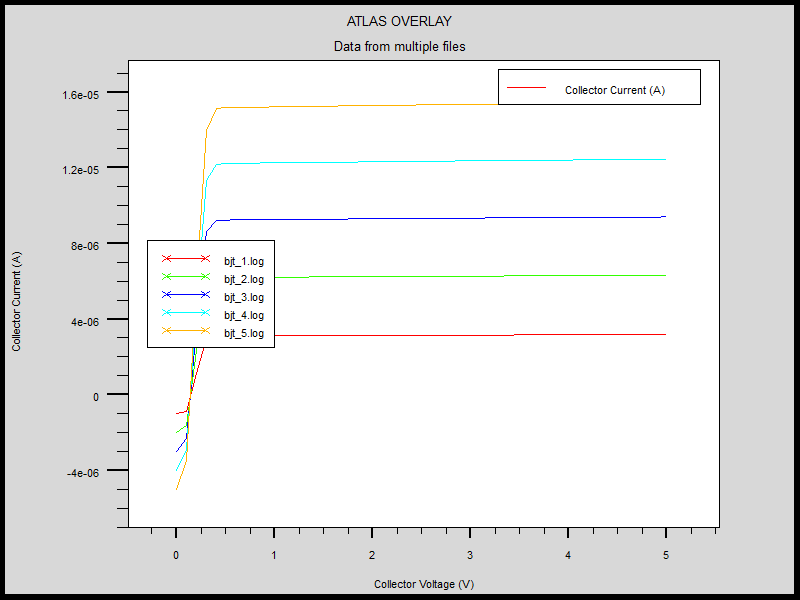 ATLAS OVERLAY
Data from multiple files
Collector Current (A)
1.6e-05
1.2e-05
8e-06
4e-06
0
-4e-06
Collector Current (A)
bjt_1.log
bjt_2.log
bjt_3.log
bjt_4.log
bjt_5.log
0 1 2 3 4 5
Collector Voltage (V)